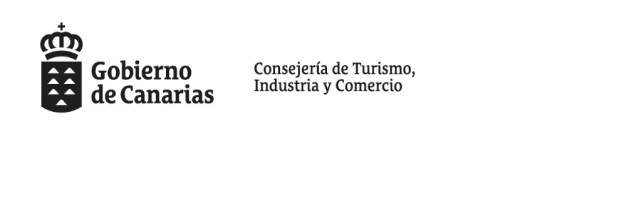 Gobierno
de Canarias
Consejería de Turismo,
Industria y Comercio